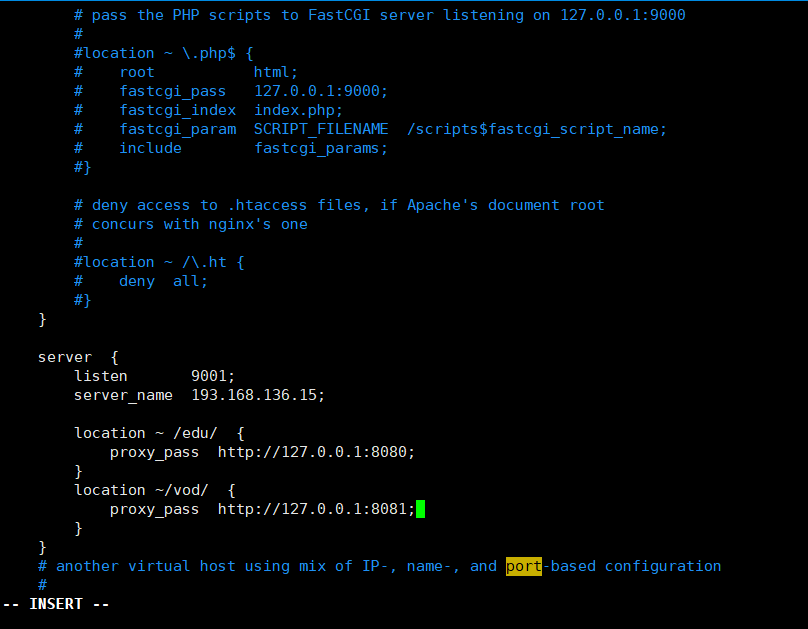 # pass the PHP scripts to FastCGI server listening on 127.0.0.1:9000
#
#location ~ \.php$ {
#    root           html;
#    fastcgi_pass   127.0.0.1:9000;
#    fastcgi_index  index.php;
#    fastcgi_param  SCRIPT_FILENAME  /scripts$fastcgi_script_name;
#    include        fastcgi_params;
#}
# deny access to .htaccess files, if Apache's document root
# concurs with nginx's one
#
#location ~ /\.ht {
#    deny  all;
#}
}
server  {
listen       9001;
server_name  193.168.136.15;
location ~ /edu/  {
proxy_pass  http://127.0.0.1:8080;
}
location ~/vod/  {
proxy_pass  http://127.0.0.1:8081;
}
}
# another virtual host using mix of IP-, name-, and port-based configuration
#
-- INSERT --